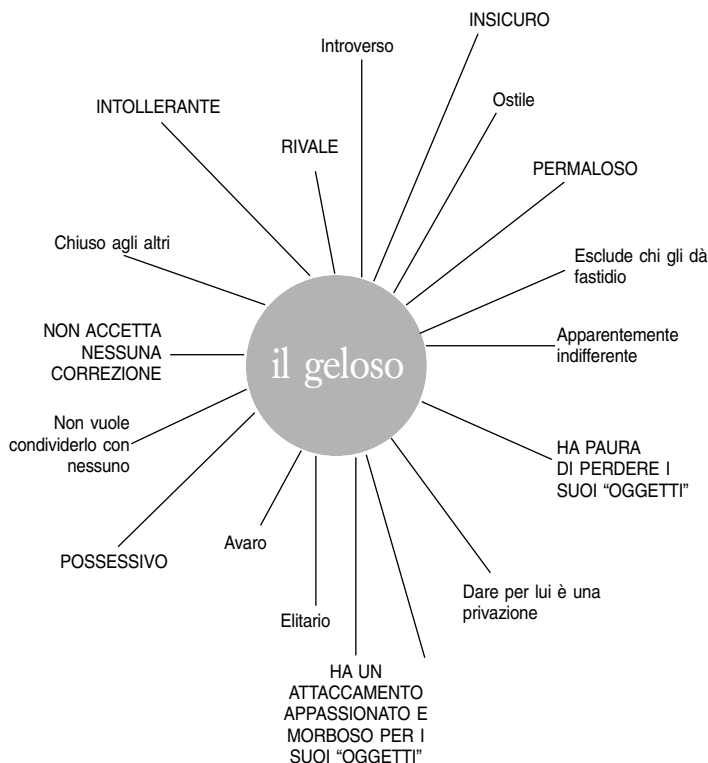 INSICURO
Introverso
Ostile
INTOLLERANTE
RIVALE
PERMALOSO
Chiuso agli altri
Esclude chi gli dà
fastidio
NON ACCETTA
NESSUNA
CORREZIONE
il geloso
Apparentemente
indifferente
Non vuole
condividerlo con
nessuno
HA PAURA
DI PERDERE I
SUOI “OGGETTI”
POSSESSIVO
Avaro
Dare per lui è una
privazione
Elitario
HA UN
ATTACCAMENTO
APPASSIONATO E
MORBOSO PER I
SUOI “OGGETTI”